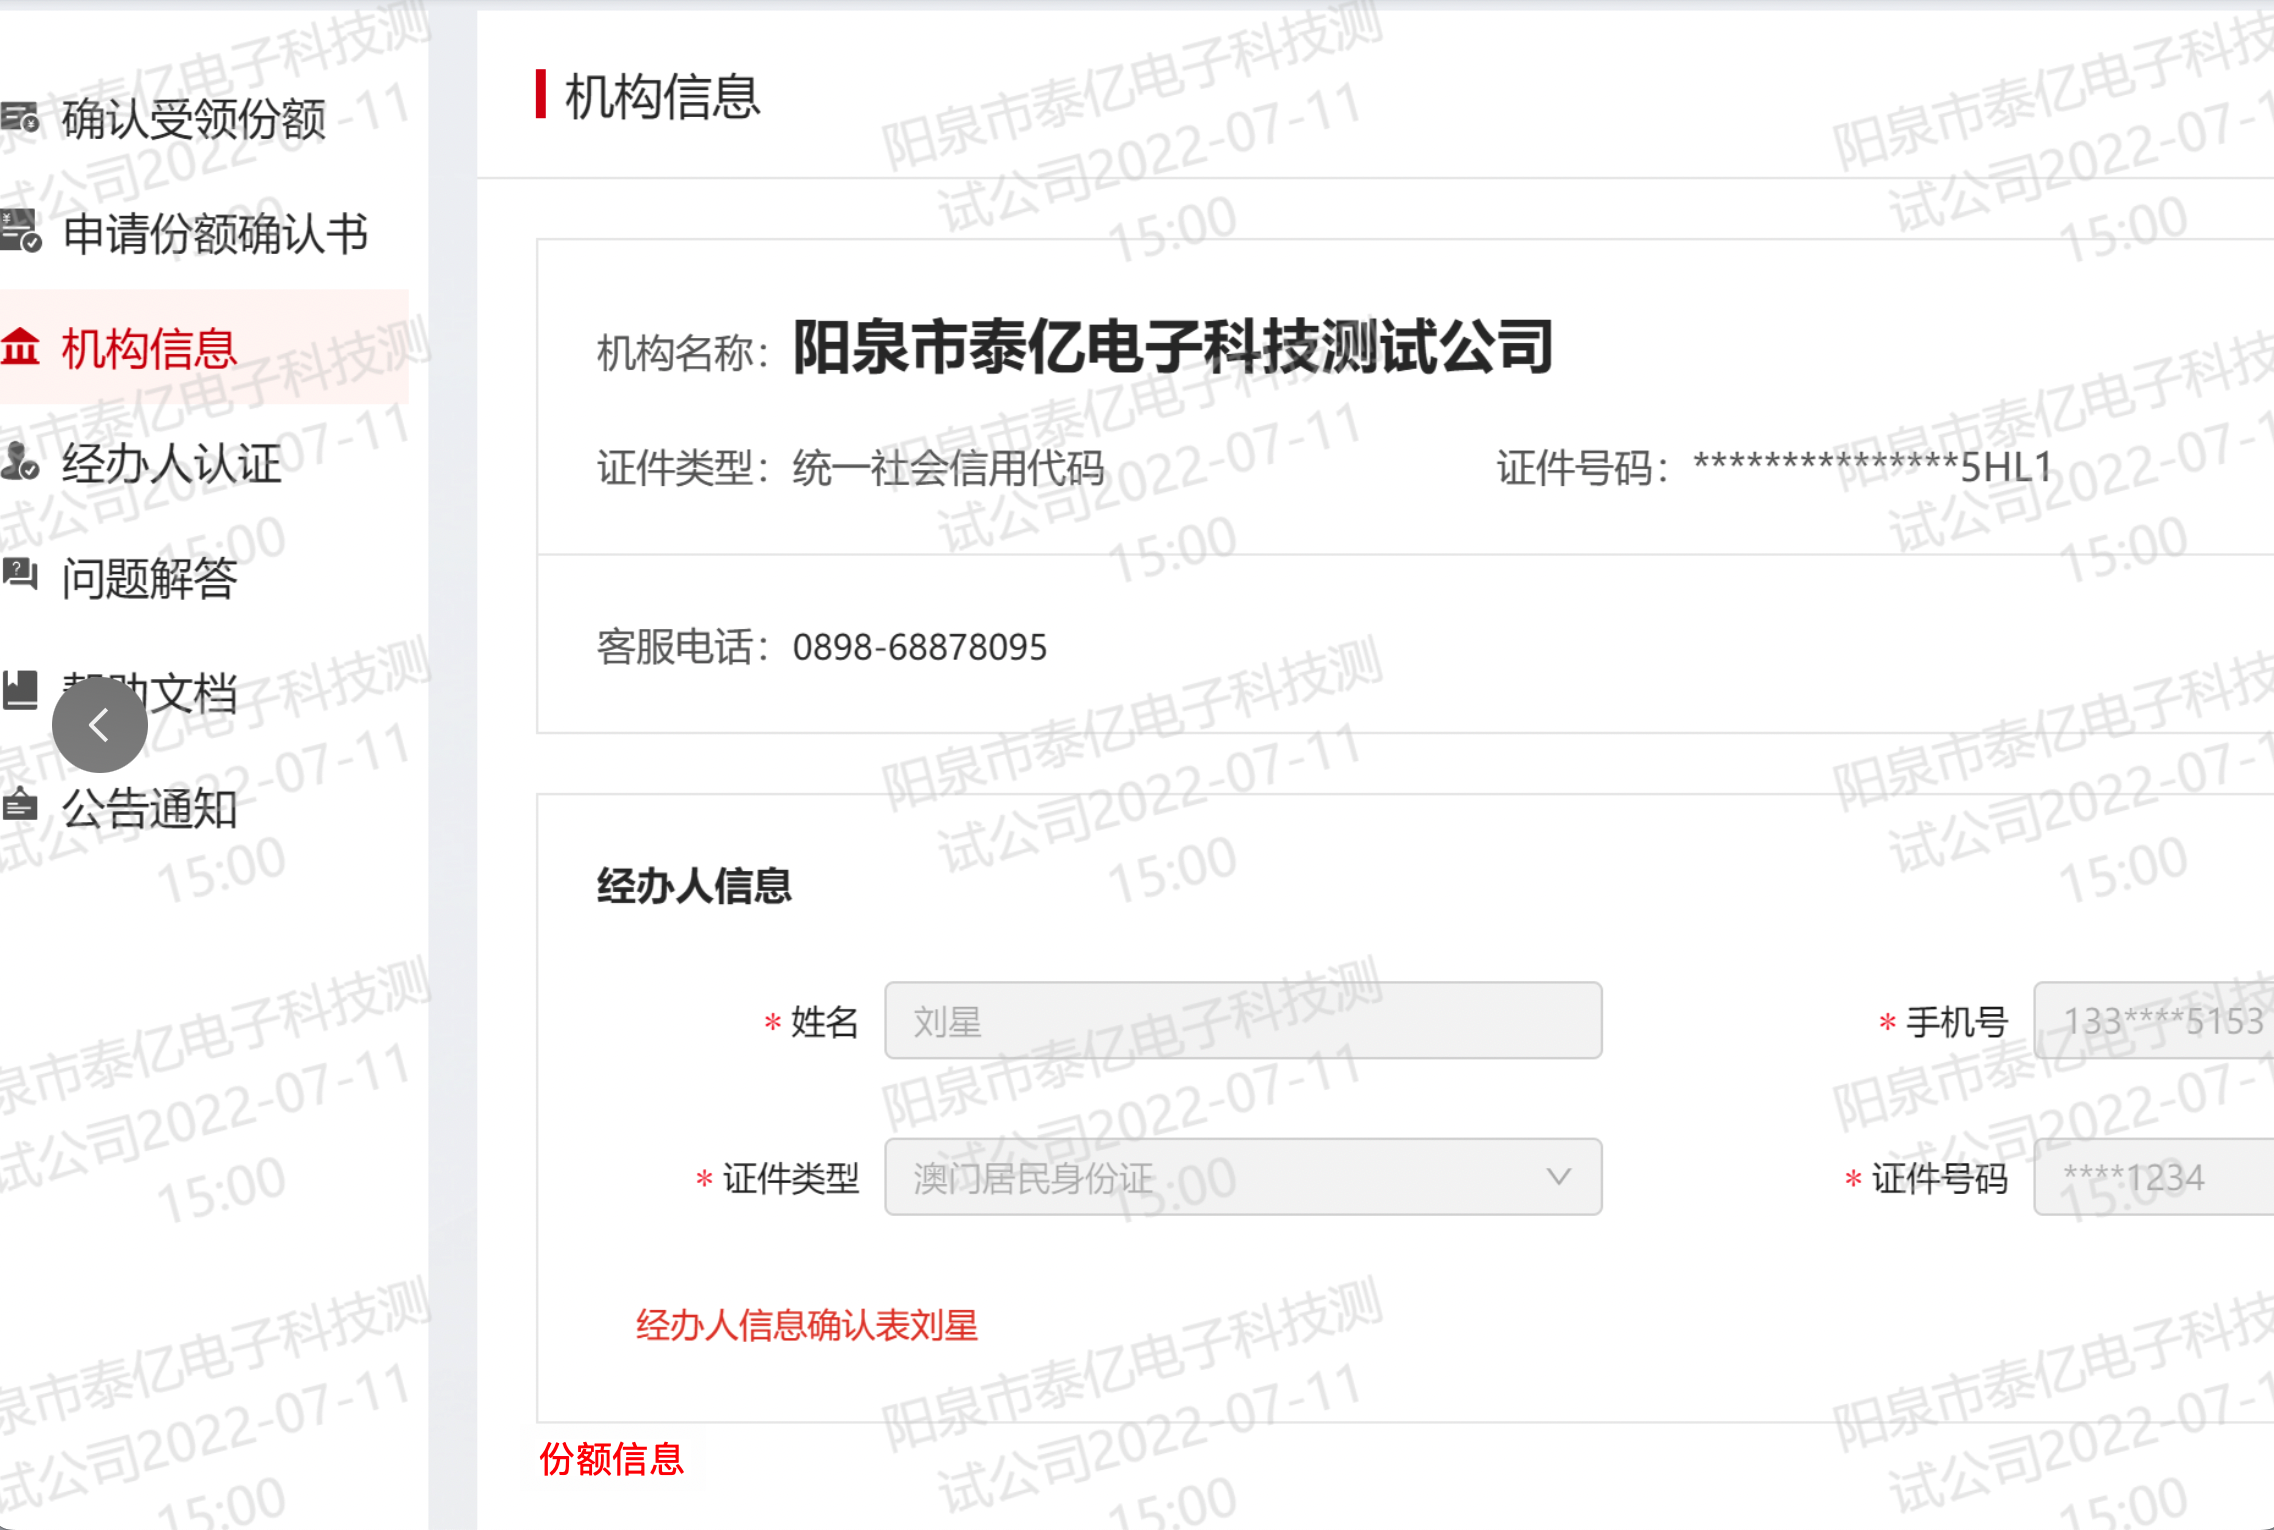 确认受领份额
申请份额确认书
机构信息
经办人认证
问题解答
帮助文档
公告通知
机构信息
机构名称：阳泉市泰亿电子科技测试公司
证件类型：统一社会信用代码 证件号码：***************5HL1
客服电话：0898-68878095
经办人信息
* 姓名 刘星 * 手机号 133****5153
* 证件类型 澳门居民身份证 * 证件号码 ****1234
经办人信息确认表刘星
份额信息
阳泉市泰亿电子科技测
试公司2022-07-11
15:00